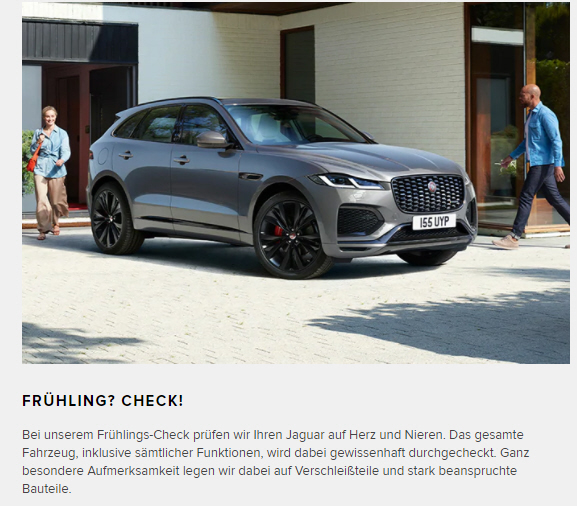 155 UYP
FRÜHLING? CHECK!
Bei unserem Frühlings-Check prüfen wir Ihren Jaguar auf Herz und Nieren. Das gesamte
Fahrzeug, inklusive sämtlicher Funktionen, wird dabei gewissenhaft durchgecheckt. Ganz
besondere Aufmerksamkeit legen wir dabei auf Verschleißteile und stark beanspruchte
Bauteile.